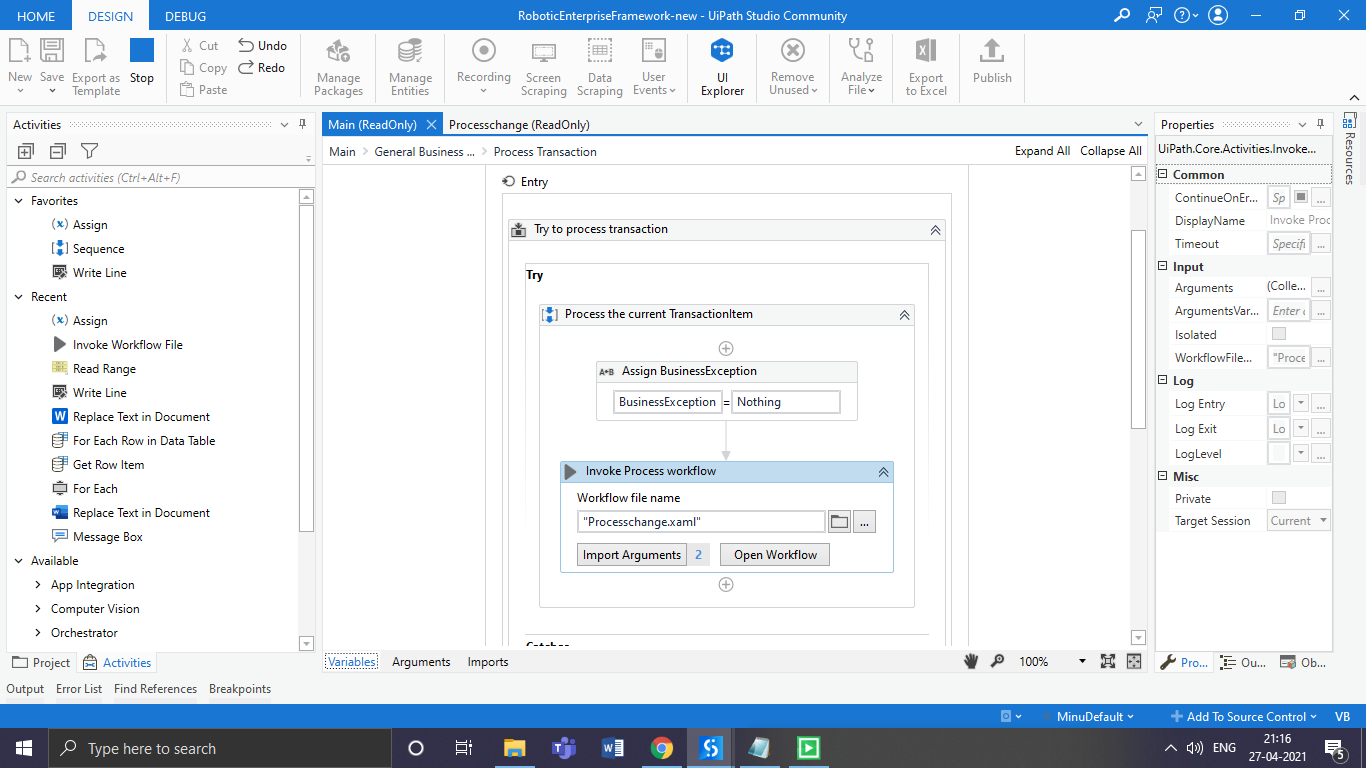 HOME DESIGN DEBUG RoboticEnterpriseFramework-new - UiPath Studio Community
New Save Export as Template Stop Cut Copy Paste Undo Redo Manage Packages Manage Entities Recording Screen Scraping Data Scraping User Events UI Explorer Remove Unused Analyze File Export to Excel Publish
Activities
Search activities (Ctrl+Alt+F)
Favorites
Assign
Sequence
Write Line
Recent
Assign
Invoke Workflow File
Read Range
Write Line
Replace Text in Document
For Each Row in Data Table
Get Row Item
For Each
Replace Text in Document
Message Box
Available
App Integration
Computer Vision
Orchestrator
Project Activities
Main (ReadOnly) Processchange (ReadOnly)
Main > General Business ... > Process Transaction Expand All Collapse All
Entry
Try to process transaction
Try
Process the current TransactionItem
A+B Assign BusinessException
BusinessException = Nothing
Invoke Process workflow
Workflow file name
"Processchange.xaml" ...
Import Arguments 2 Open Workflow
Catches
Variables Arguments Imports 100%
Properties
UiPath.Core.Activities.Invoke...
Common
ContinueOnEr... Sp ...
DisplayName Invoke Proc
Timeout Specifi ...
Input
Arguments (Colle... ...
ArgumentsVar... Enter ...
Isolated
WorkflowFile... "Proce ...
Log
Log Entry Lo ...
Log Exit Lo ...
LogLevel ...
Misc
Private
Target Session Current
Pro... Ou... Ob...
Resources
Output Error List Find References Breakpoints
MinuDefault Add To Source Control VB
Type here to search ENG 21:16
27-04-2021 5